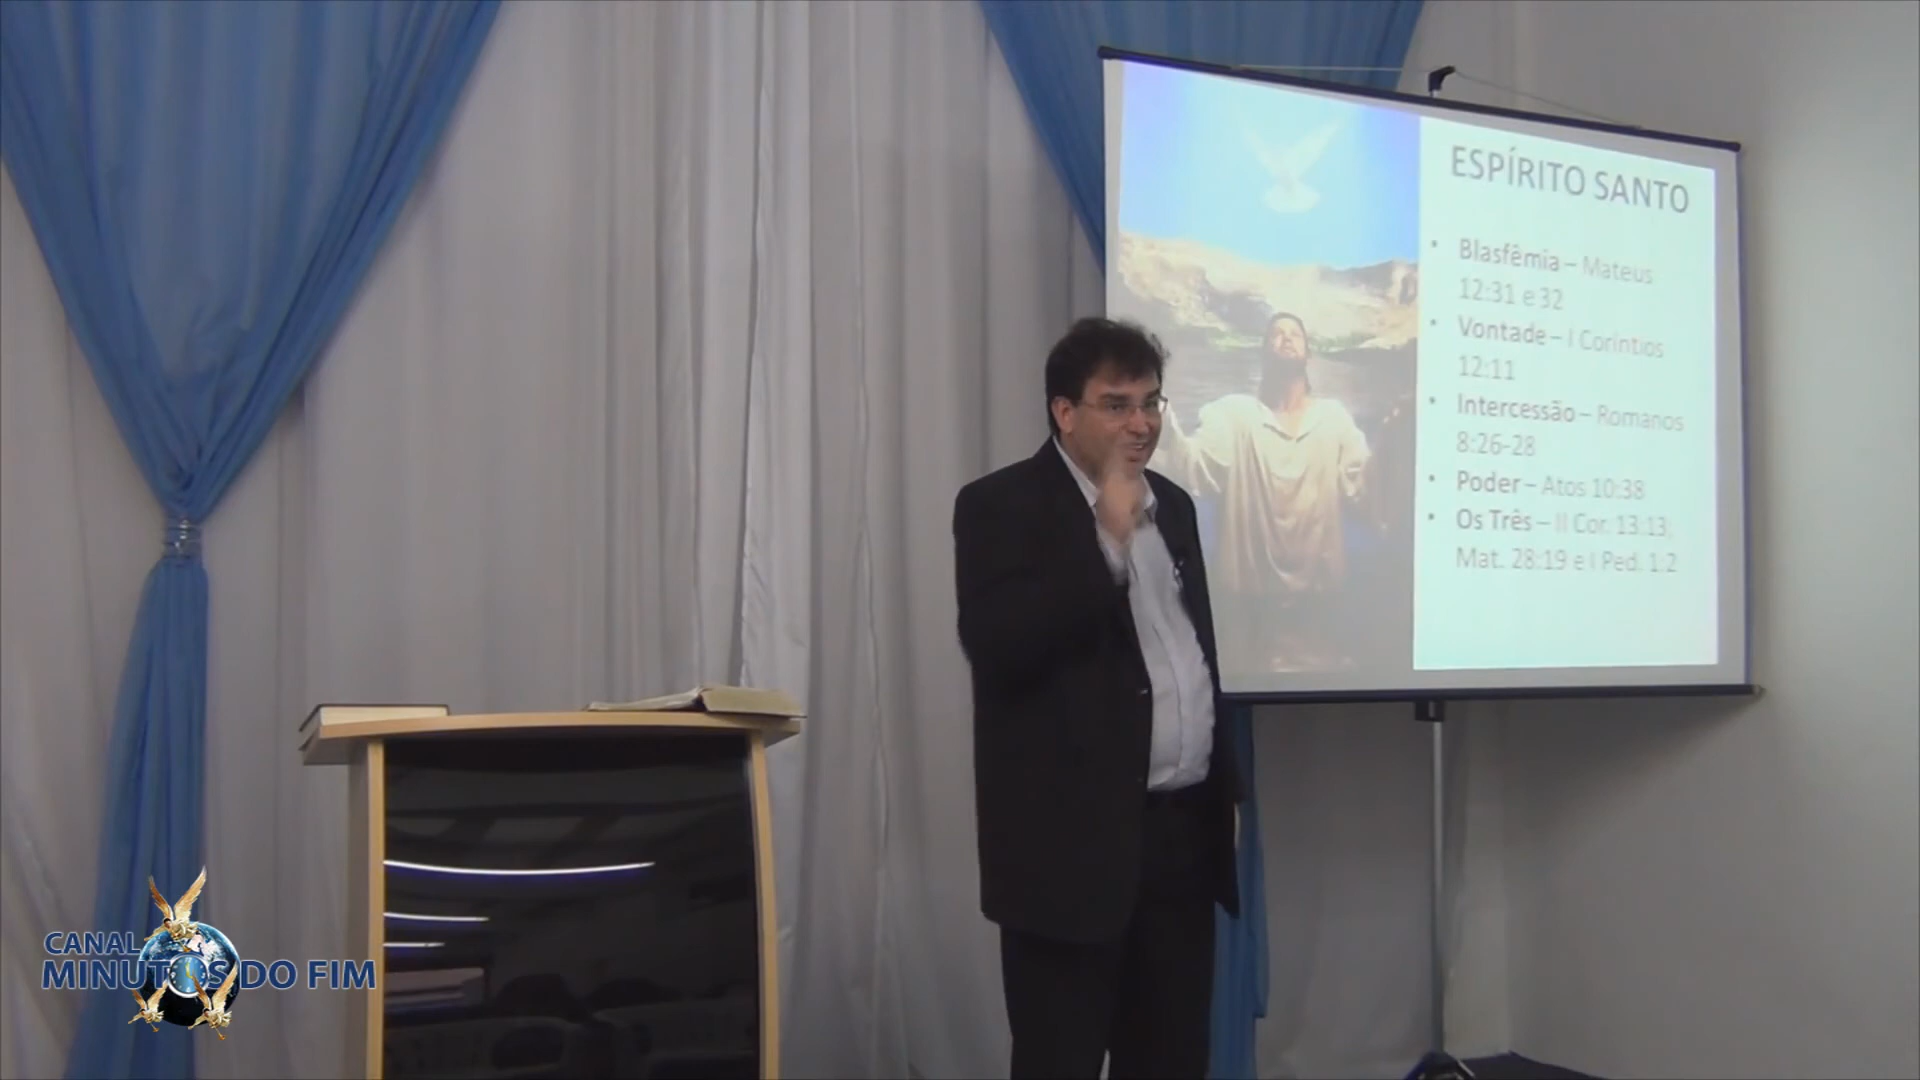 ESPÍRITO SANTO
• Blasfêmia – Mateus
12:31 e 32
• Vontade – I Coríntios
12:11
• Intercessão – Romanos
8:26-28
• Poder – Atos 10:38
• Os Três – II Cor. 13:13,
Mat. 28:19 e I Ped. 1:2
CANAL
MINUTOS DO FIM